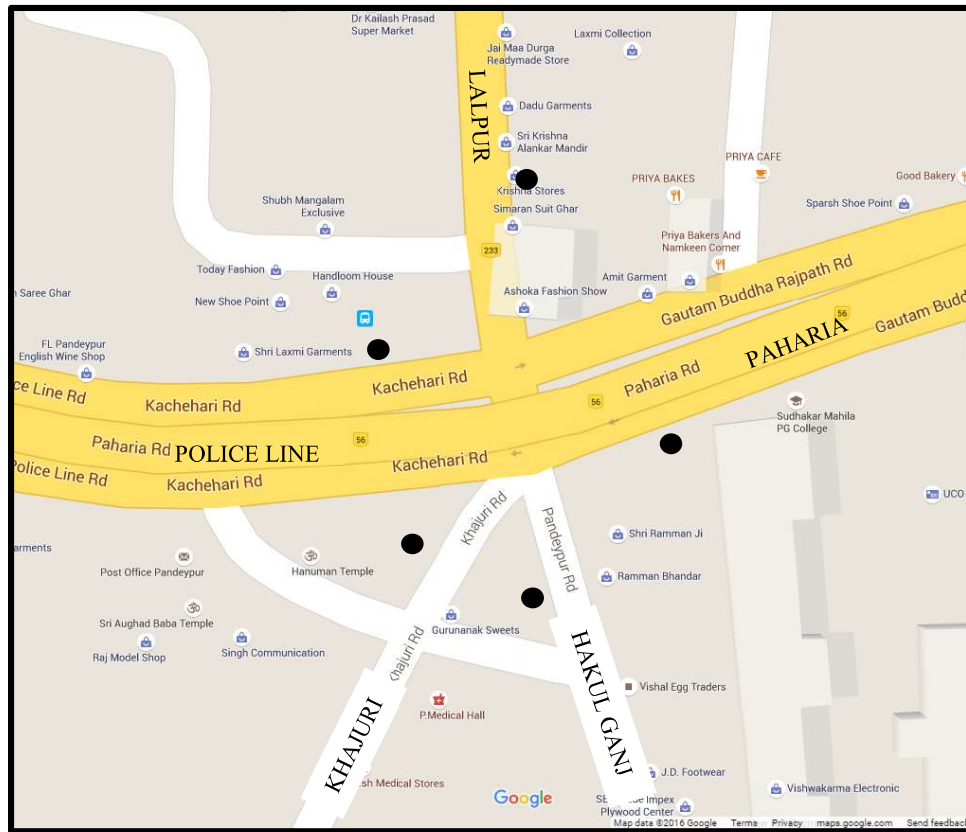 Dr Kailash Prasad
Super Market
Jai Maa Durga
Readymade Store
Laxmi Collection
LALPUR
Dadu Garments
Sri Krishna
Alankar Mandir
Krishna Stores
PRIYA CAFE
PRIYA BAKES
Good Bakery
Shubh Mangalam
Exclusive
Simaran Suit Ghar
Sparsh Shoe Point
Priya Bakers And
Namkeen Corner
233
Today Fashion
Handloom House
Amit Garment
Gautam Buddha Rajpath Rd
Saree Ghar
New Shoe Point
Ashoka Fashion Show
56
Gautam Budd
FL Pandeypur
English Wine Shop
Shri Laxmi Garments
PAHARIA
Kachehari Rd
Paharia Rd
ce Line Rd
Kachehari Rd
56
Sudhakar Mahila
PG College
Paharia Rd
POLICE LINE
56
Kachehari Rd
Police Line Rd
Kachehari Rd
UCO
Khajuri Rd
Pandeypur Rd
Shri Ramman Ji
arments
Post Office Pandeypur
Hanuman Temple
Ramman Bhandar
Sri Aughad Baba Temple
Gurunanak Sweets
Raj Model Shop
Singh Communication
Khajuri Rd
HAKUL GANJ
Vishal Egg Traders
KHAJURI
P.Medical Hall
sh Medical Stores
J.D. Footwear
Vishwakarma Electronic
Google
Impex
Plywood Center
Map data ©2016 Google Terms Privacy maps.google.com Send feedback